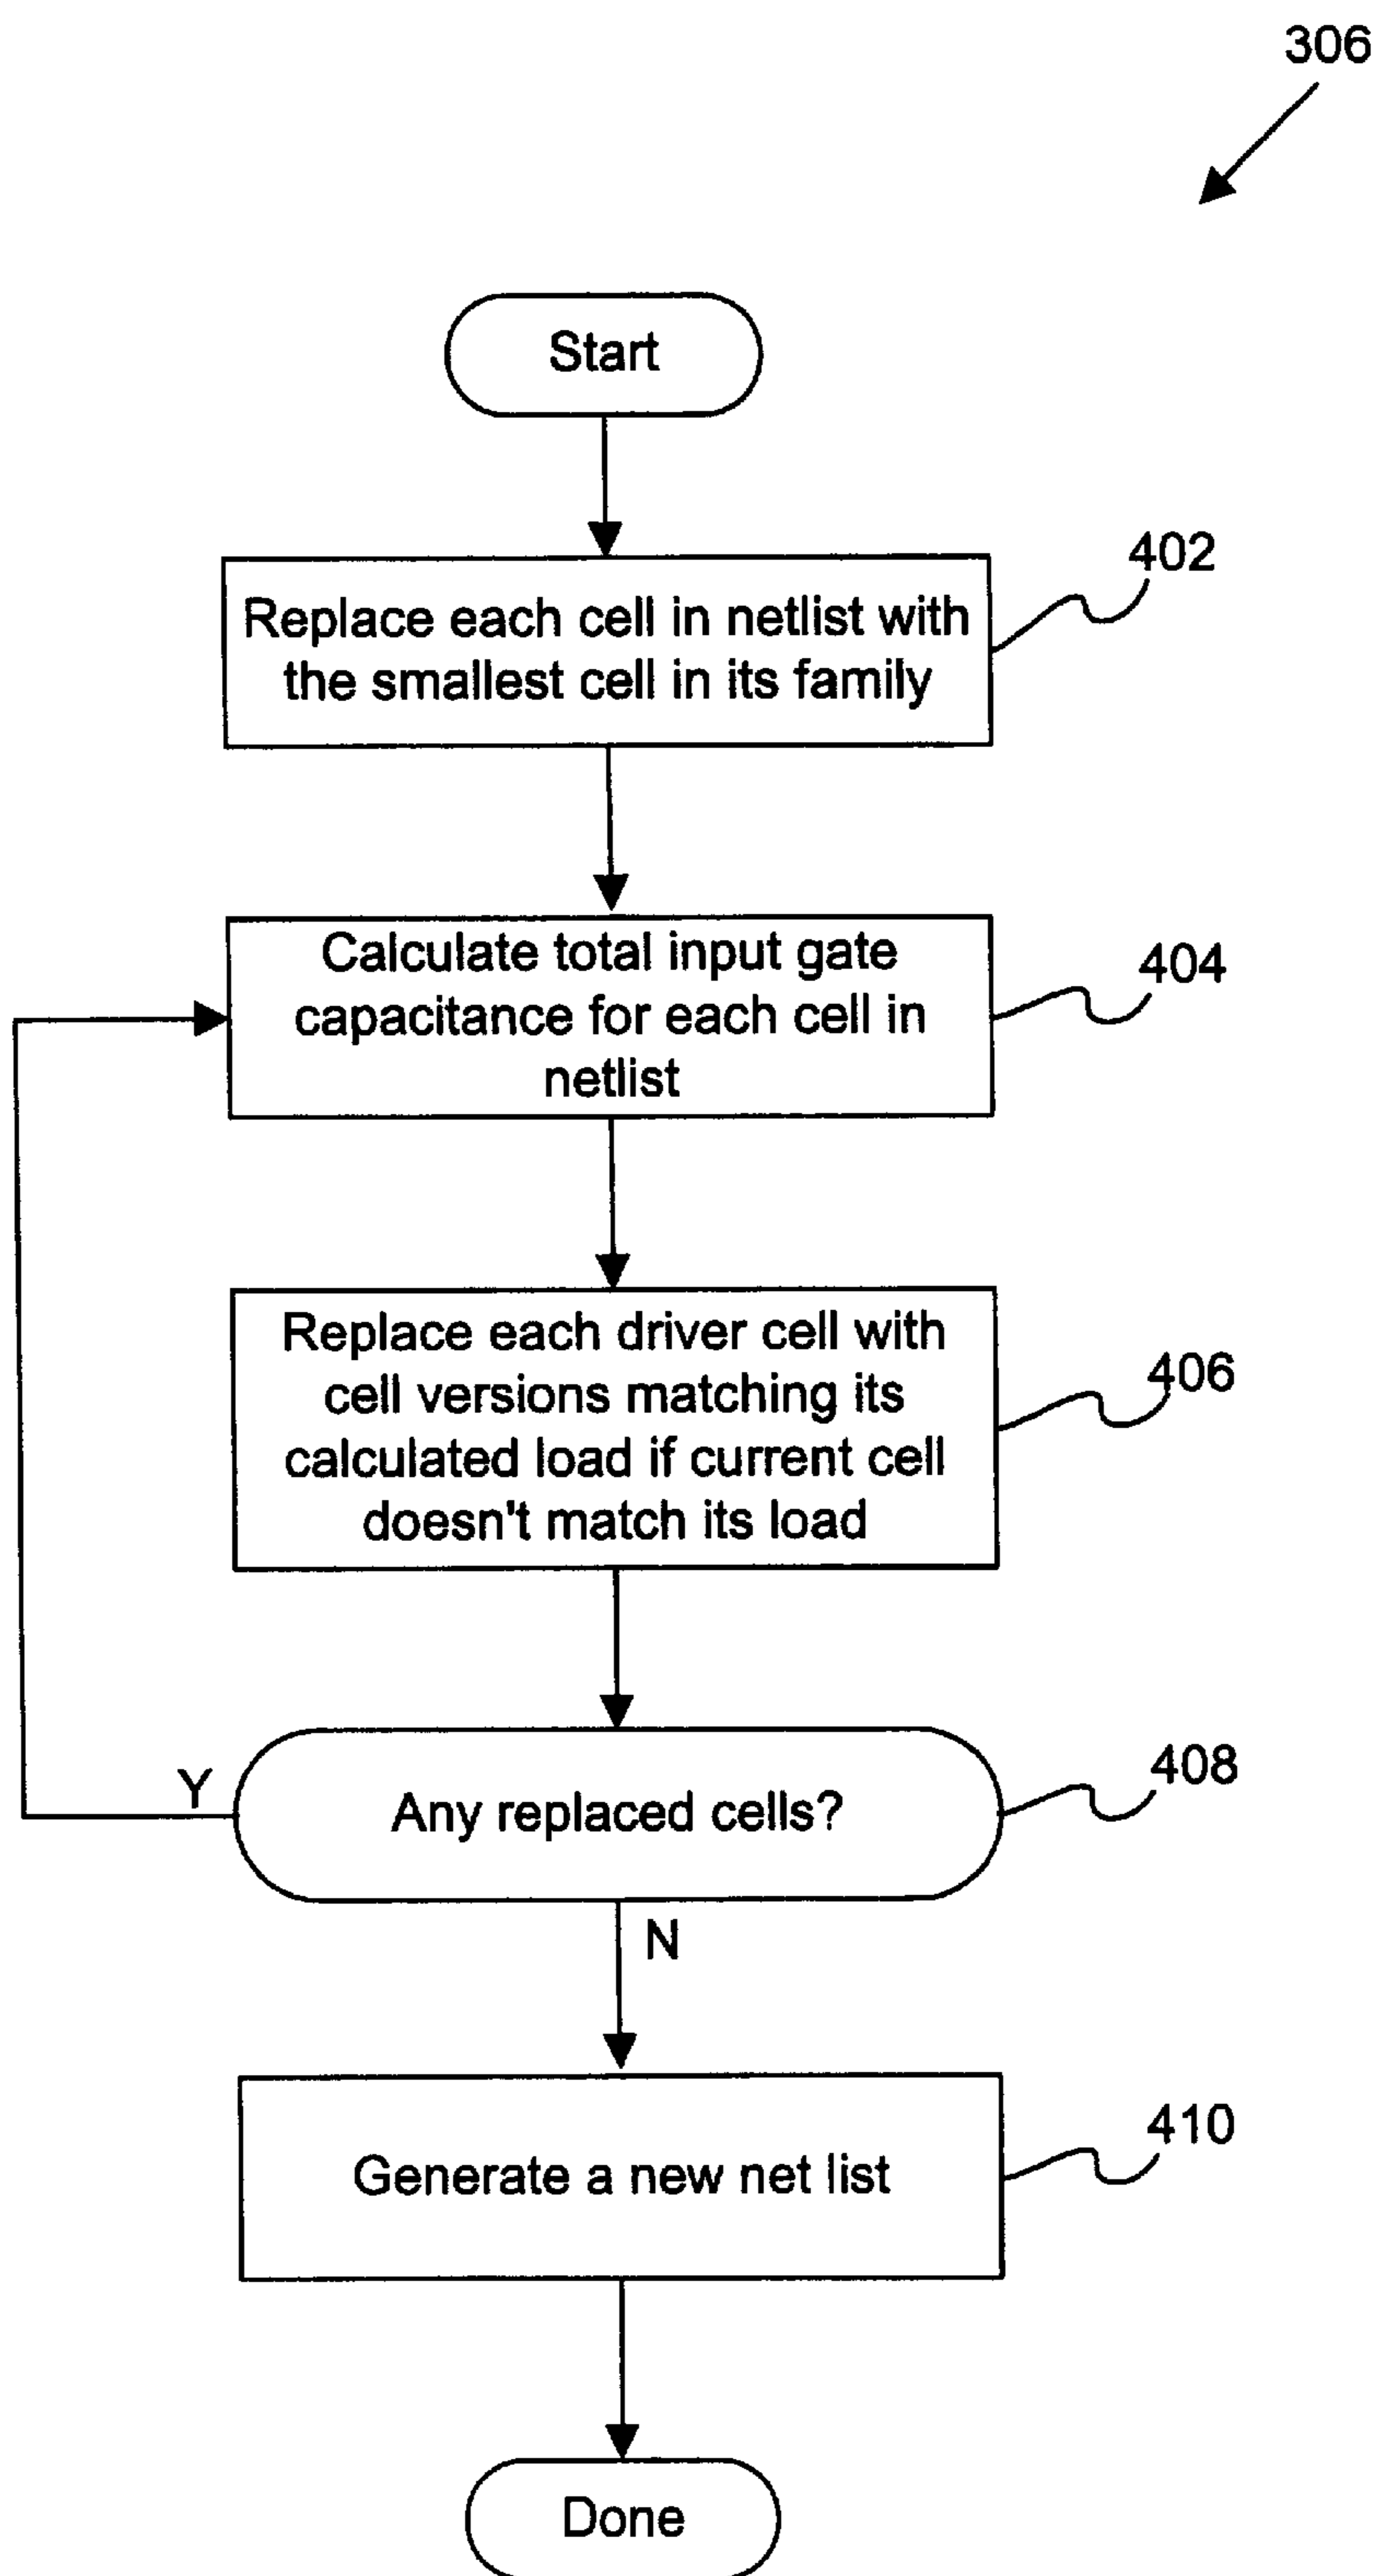 306
Start
402
Replace each cell in netlist with
the smallest cell in its family
404
Calculate total input gate
capacitance for each cell in
netlist
Replace each driver cell with
cell versions matching its
calculated load if current cell
doesn't match its load
406
Y
Any replaced cells?
408
N
410
Generate a new net list
Done